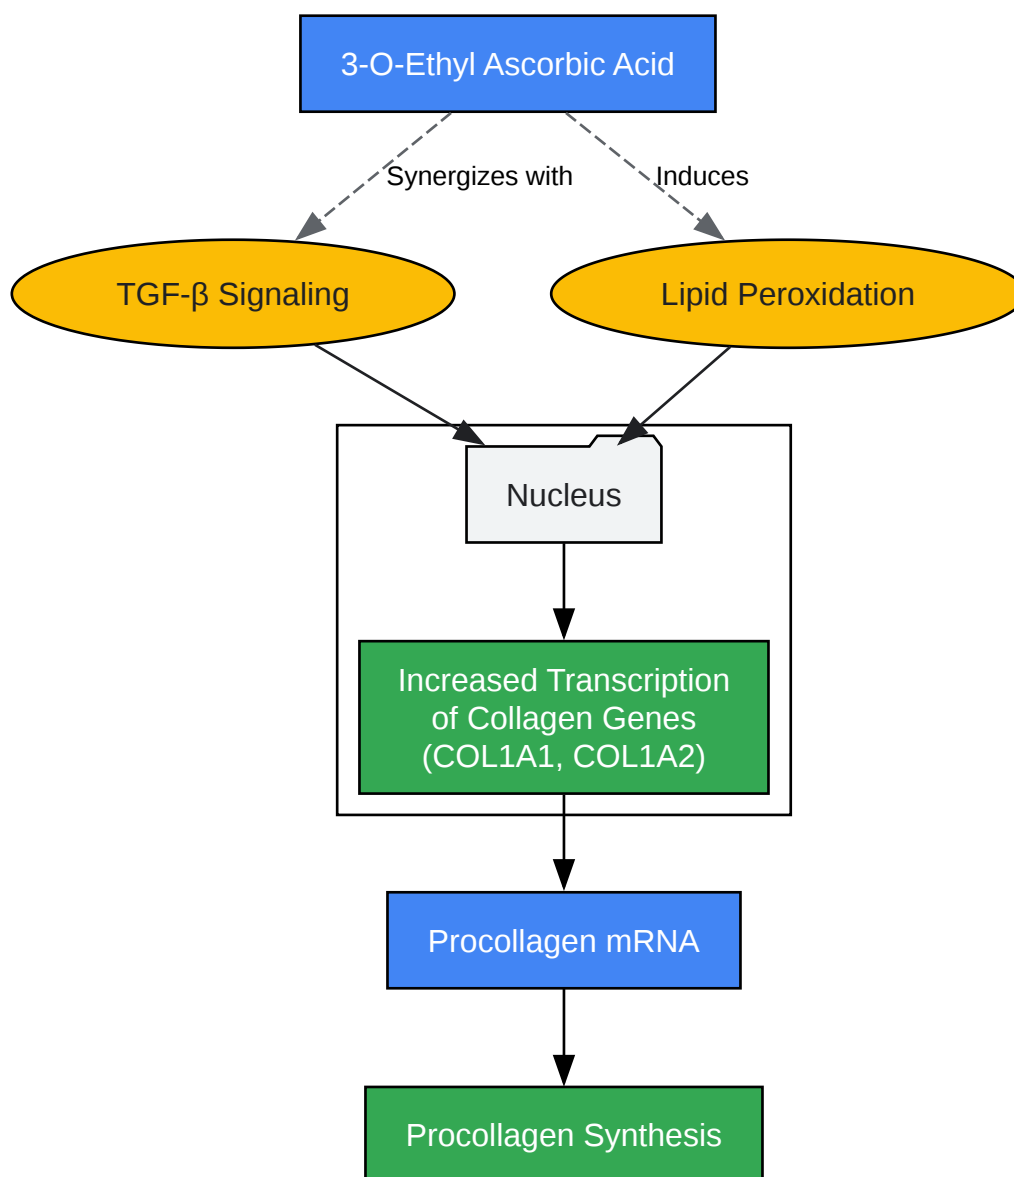 3-O-Ethyl Ascorbic Acid
Synergizes with
Induces
TGF-β Signaling
Lipid Peroxidation
Nucleus
Increased Transcription
of Collagen Genes
(COL1A1, COL1A2)
Procollagen mRNA
Procollagen Synthesis